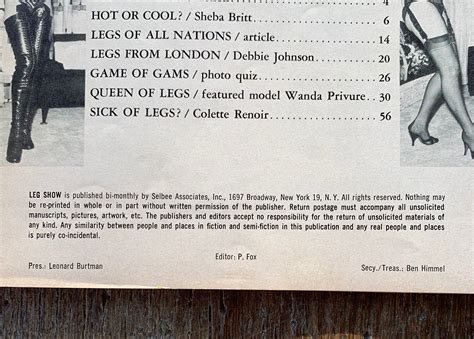 4
HOT OR COOL? / Sheba Britt 6
LEGS OF ALL NATIONS / article 14
LEGS FROM LONDON / Debbie Johnson 20
GAME OF GAMS / photo quiz 26
QUEEN OF LEGS / featured model Wanda Privure 30
SICK OF LEGS? / Colette Renoir 56
LEG SHOW is published bi-monthly by Selbee Associates, Inc., 1697 Broadway, New York 19, N. Y. All rights reserved. Nothing may
be re-printed in whole or in part without written permission of the publisher. Return postage must accompany all unsolicited
manuscripts, pictures, artwork, etc. The publishers and editors accept no responsibility for the return of unsolicited materials of
any kind. Any similarity between people and places in fiction and semi-fiction in this publication and any real people and places
is purely co-incidental.
Editor: P. Fox
Pres.: Leonard Burtman Secy./Treas.: Ben Himmel